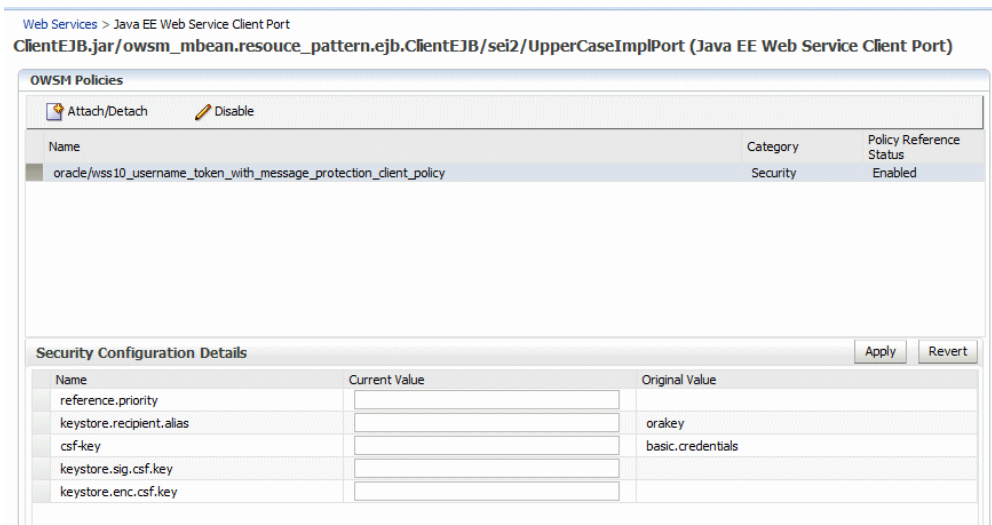 Web Services > Java EE Web Service Client Port
ClientEJB.jar/owsm_mbean.resouce_pattern.ejb.ClientEJB/sei2/UpperCaseImplPort (Java EE Web Service Client Port)
OWSM Policies
Attach/Detach Disable
Name Category Policy Reference
Status
oracle/wss10_username_token_with_message_protection_client_policy Security Enabled
Security Configuration Details Apply Revert
Name Current Value Original Value
reference.priority
keystore.recipient.alias orakey
csf-key basic.credentials
keystore.sig.csf.key
keystore.enc.csf.key